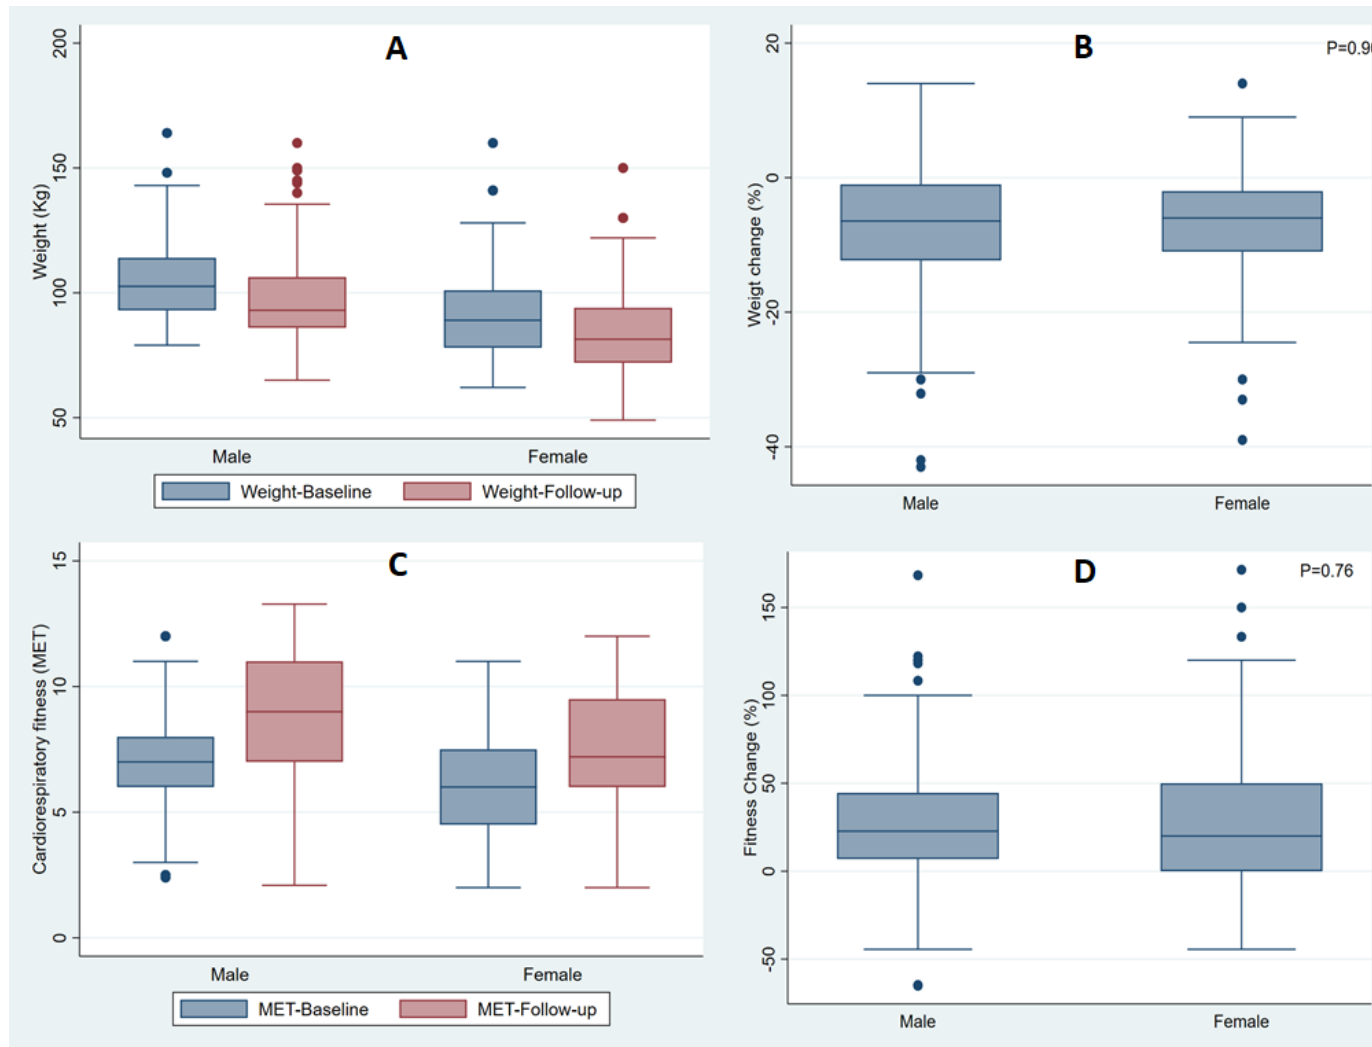 A
200
150
100
50
Weight (Kg)
Male
Female
Weight-Baseline
Weight-Follow-up
B
20
0
-20
-40
Weigt change (%)
Male
Female
C
15
10
5
0
Cardiorespiratory fitness (MET)
Male
Female
MET-Baseline
MET-Follow-up
D
P=0.76
150
100
50
0
-50
Fitness Change (%)
Male
Female